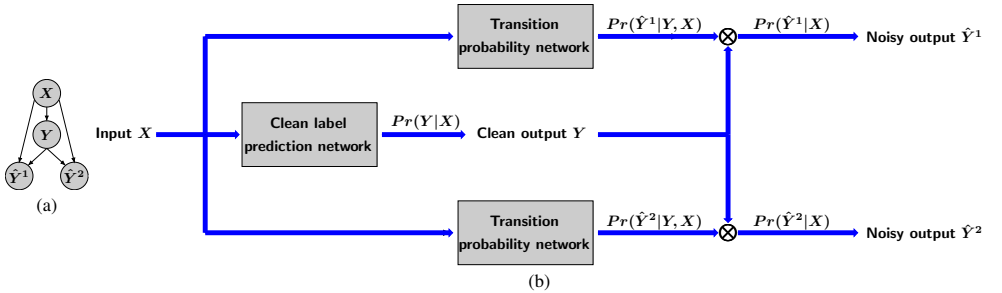 X
Y
Ŷ¹ Ŷ²
(a)
Input X
Transition
probability network
Pr(Ŷ¹|Y, X)
Pr(Ŷ¹|X)
Noisy output Ŷ¹
Clean label
prediction network
Pr(Y|X)
Clean output Y
Transition
probability network
Pr(Ŷ²|Y, X)
Pr(Ŷ²|X)
Noisy output Ŷ²
(b)